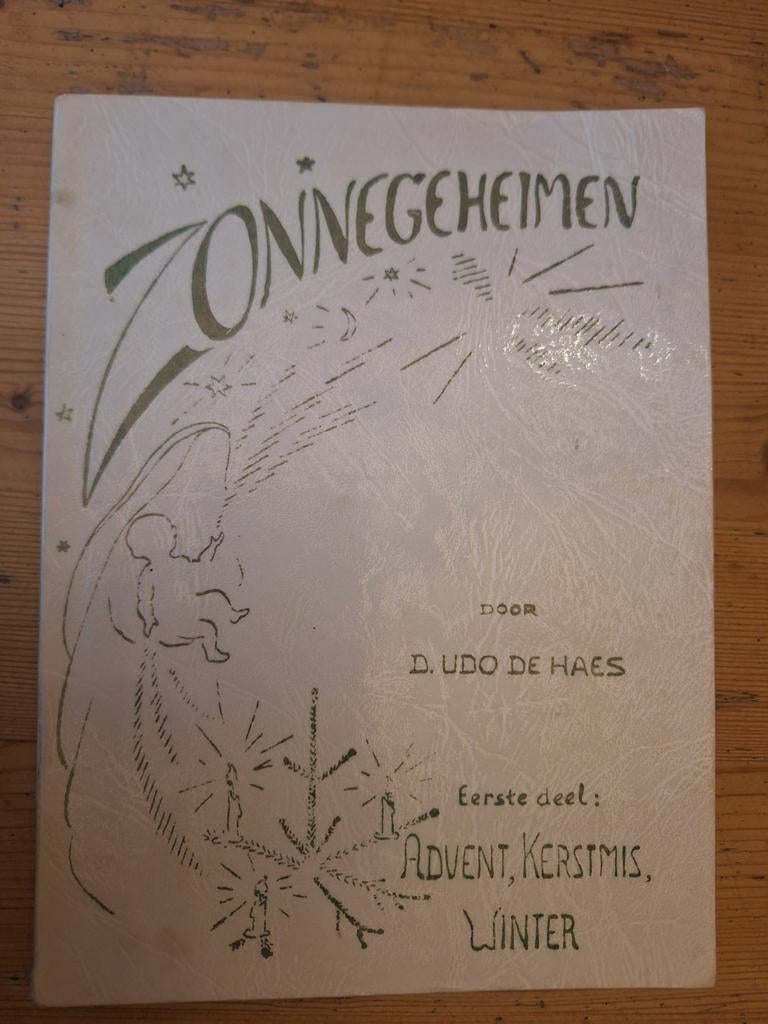 ZONNEGEHEIMEN
DOOR
D. UDO DE HAES
Eerste deel:
ADVENT, KERSTMIS,
WINTER